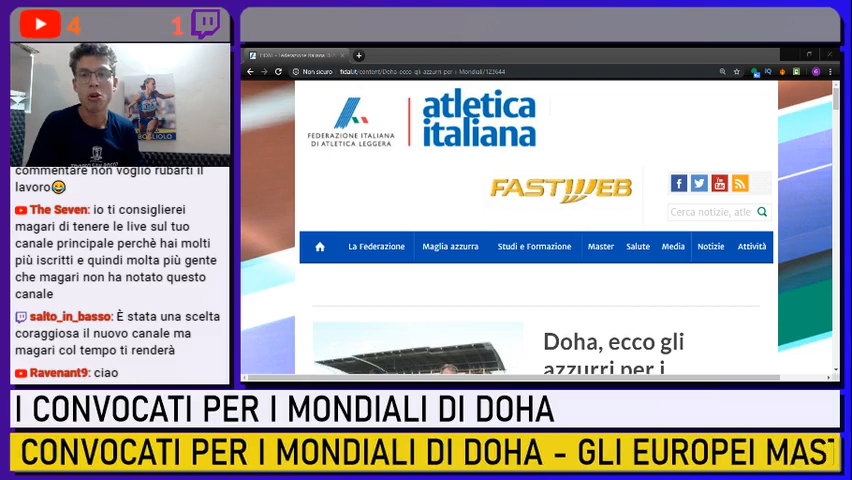 4
1
BOGLIOLO
commentare non voglio rubarti il
lavoro😂
The Seven: io ti consiglierei
magari di tenere le live sul tuo
canale principale perchè hai molti
più iscritti e quindi molta più gente
che magari non ha notato questo
canale
salto_in_basso: È stata una scelta
coraggiosa il nuovo canale ma
magari col tempo ti renderà
Ravenant9: ciao
Non sicuro
fidal.it/content/Doha-ecco-gli-azzurri-per-i-Mondiali/123644
FEDERAZIONE ITALIANA
DI ATLETICA LEGGERA
atletica
italiana
FASTWEB
Cerca notizie, atle
La Federazione
Maglia azzurra
Studi e Formazione
Master
Salute
Media
Notizie
Attività
Doha, ecco gli
azzurri per i
I CONVOCATI PER I MONDIALI DI DOHA
CONVOCATI PER I MONDIALI DI DOHA - GLI EUROPEI MAST